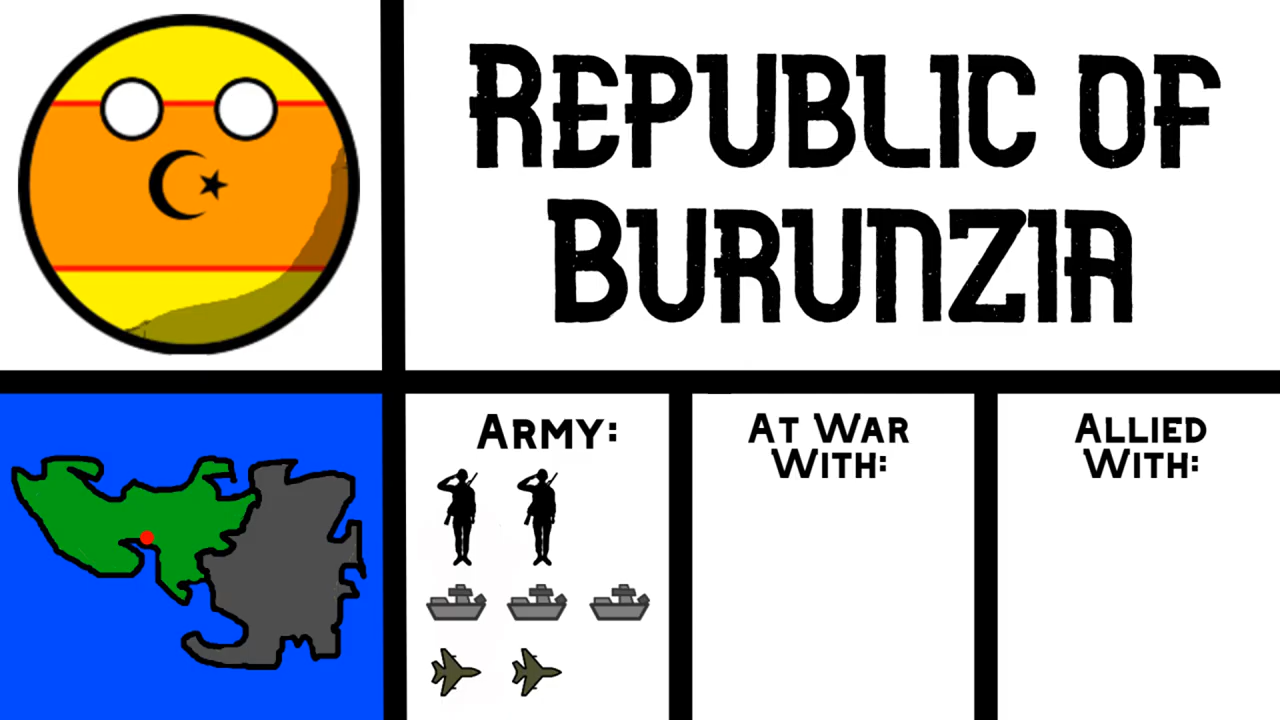 Republic of
Burunzia
Army:
At War
With:
Allied
With: